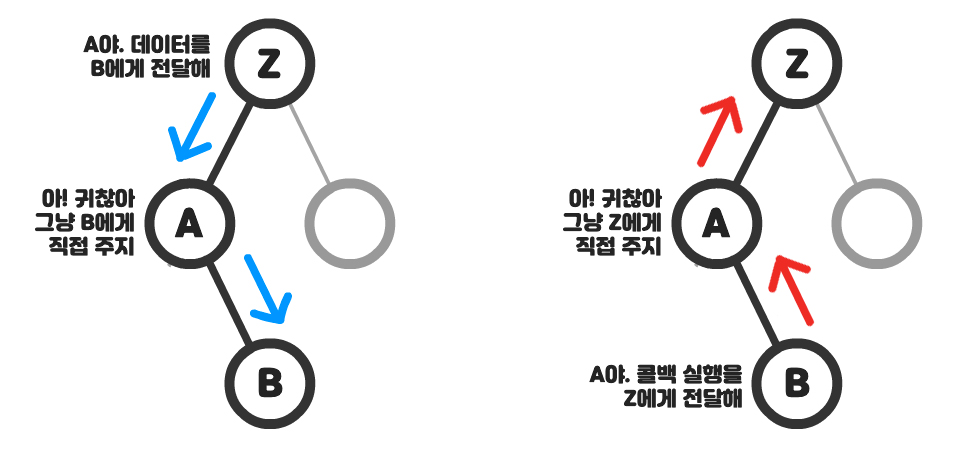 A야. 데이터를
B에게 전달해
Z
아! 귀찮아
그냥 B에게
직접 주지
A
B
Z
아! 귀찮아
그냥 Z에게
직접 주지
A
A야. 콜백 실행을
Z에게 전달해
B